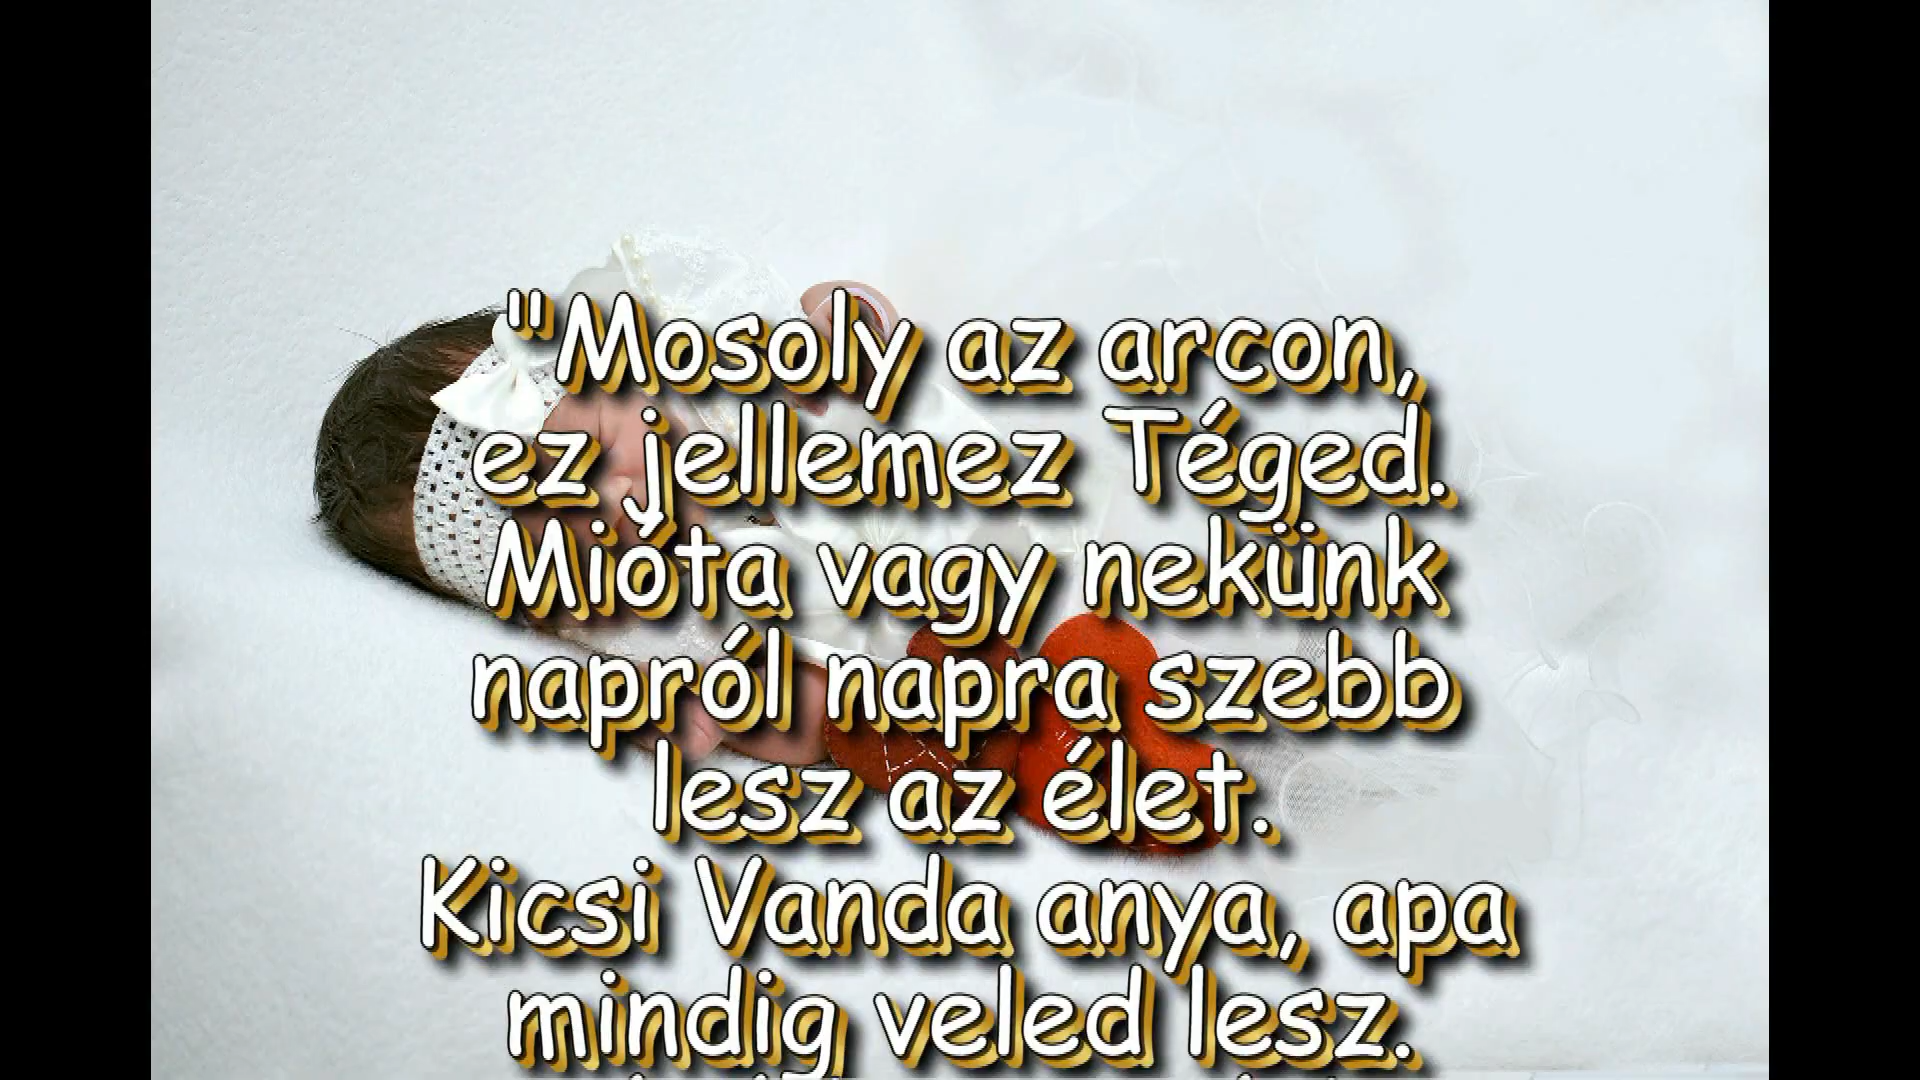 "Mosoly az arcon,
ez jellemez Téged.
Mióta vagy nekünk
napról napra szebb
lesz az élet.
Kicsi Vanda anya, apa
mindig veled lesz.